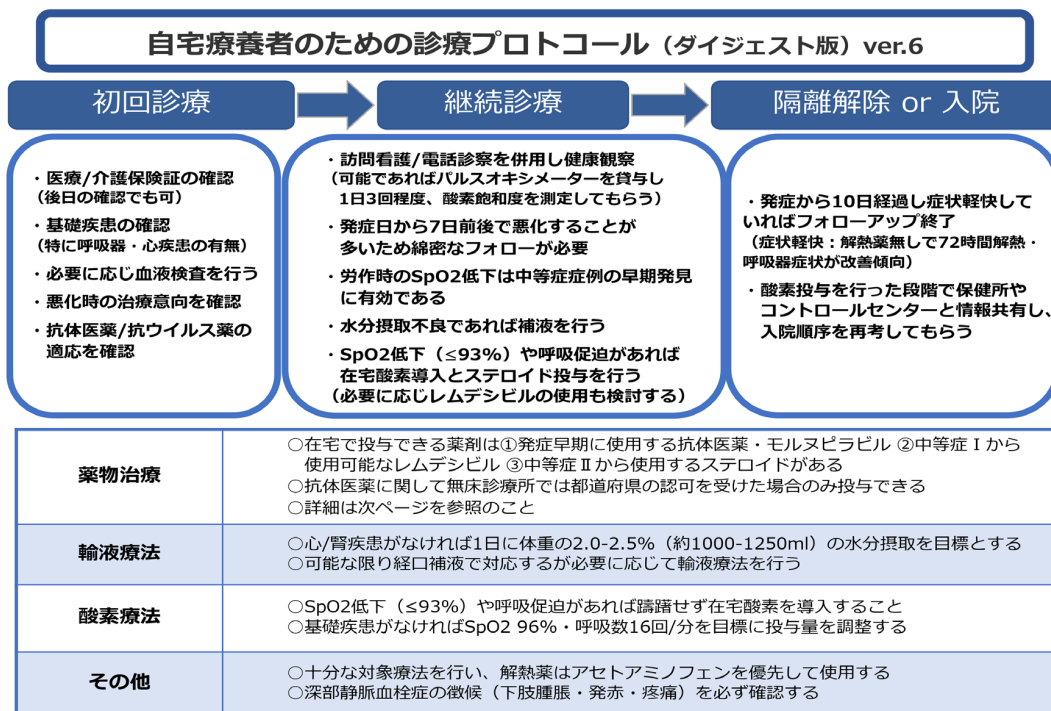 自宅療養者のための診療プロトコール（ダイジェスト版）ver.6
初回診療
継続診療
隔離解除 or 入院
・医療/介護保険証の確認
（後日の確認でも可）
・基礎疾患の確認
（特に呼吸器・心疾患の有無）
・必要に応じ血液検査を行う
・悪化時の治療意向を確認
・抗体医薬/抗ウイルス薬の
適応を確認
・訪問看護/電話診察を併用し健康観察
（可能であればパルスオキシメーターを貸与し
1日3回程度、酸素飽和度を測定してもらう）
・発症日から7日前後で悪化することが
多いため綿密なフォローが必要
・労作時のSpO2低下は中等症症例の早期発見
に有効である
・水分摂取不良であれば補液を行う
・SpO2低下（≤93%）や呼吸促迫があれば
在宅酸素導入とステロイド投与を行う
（必要に応じレムデシビルの使用も検討する）
・発症から10日経過し症状軽快して
いればフォローアップ終了
（症状軽快：解熱薬無しで72時間解熱・
呼吸器症状が改善傾向）
・酸素投与を行った段階で保健所や
コントロールセンターと情報共有し、
入院順序を再考してもらう
薬物治療
○在宅で投与できる薬剤は①発症早期に使用する抗体医薬・モルヌピラビル ②中等症Ⅰから
使用可能なレムデシビル ③中等症Ⅱから使用するステロイドがある
○抗体医薬に関して無床診療所では都道府県の認可を受けた場合のみ投与できる
○詳細は次ページを参照のこと
輸液療法
○心/腎疾患がなければ1日に体重の2.0-2.5%（約1000-1250ml）の水分摂取を目標とする
○可能な限り経口補液で対応するが必要に応じて輸液療法を行う
酸素療法
○SpO2低下（≤93%）や呼吸促迫があれば躊躇せず在宅酸素を導入すること
○基礎疾患がなければSpO2 96%・呼吸数16回/分を目標に投与量を調整する
その他
○十分な対象療法を行い、解熱薬はアセトアミノフェンを優先して使用する
○深部静脈血栓症の徴候（下肢腫脹・発赤・疼痛）を必ず確認する